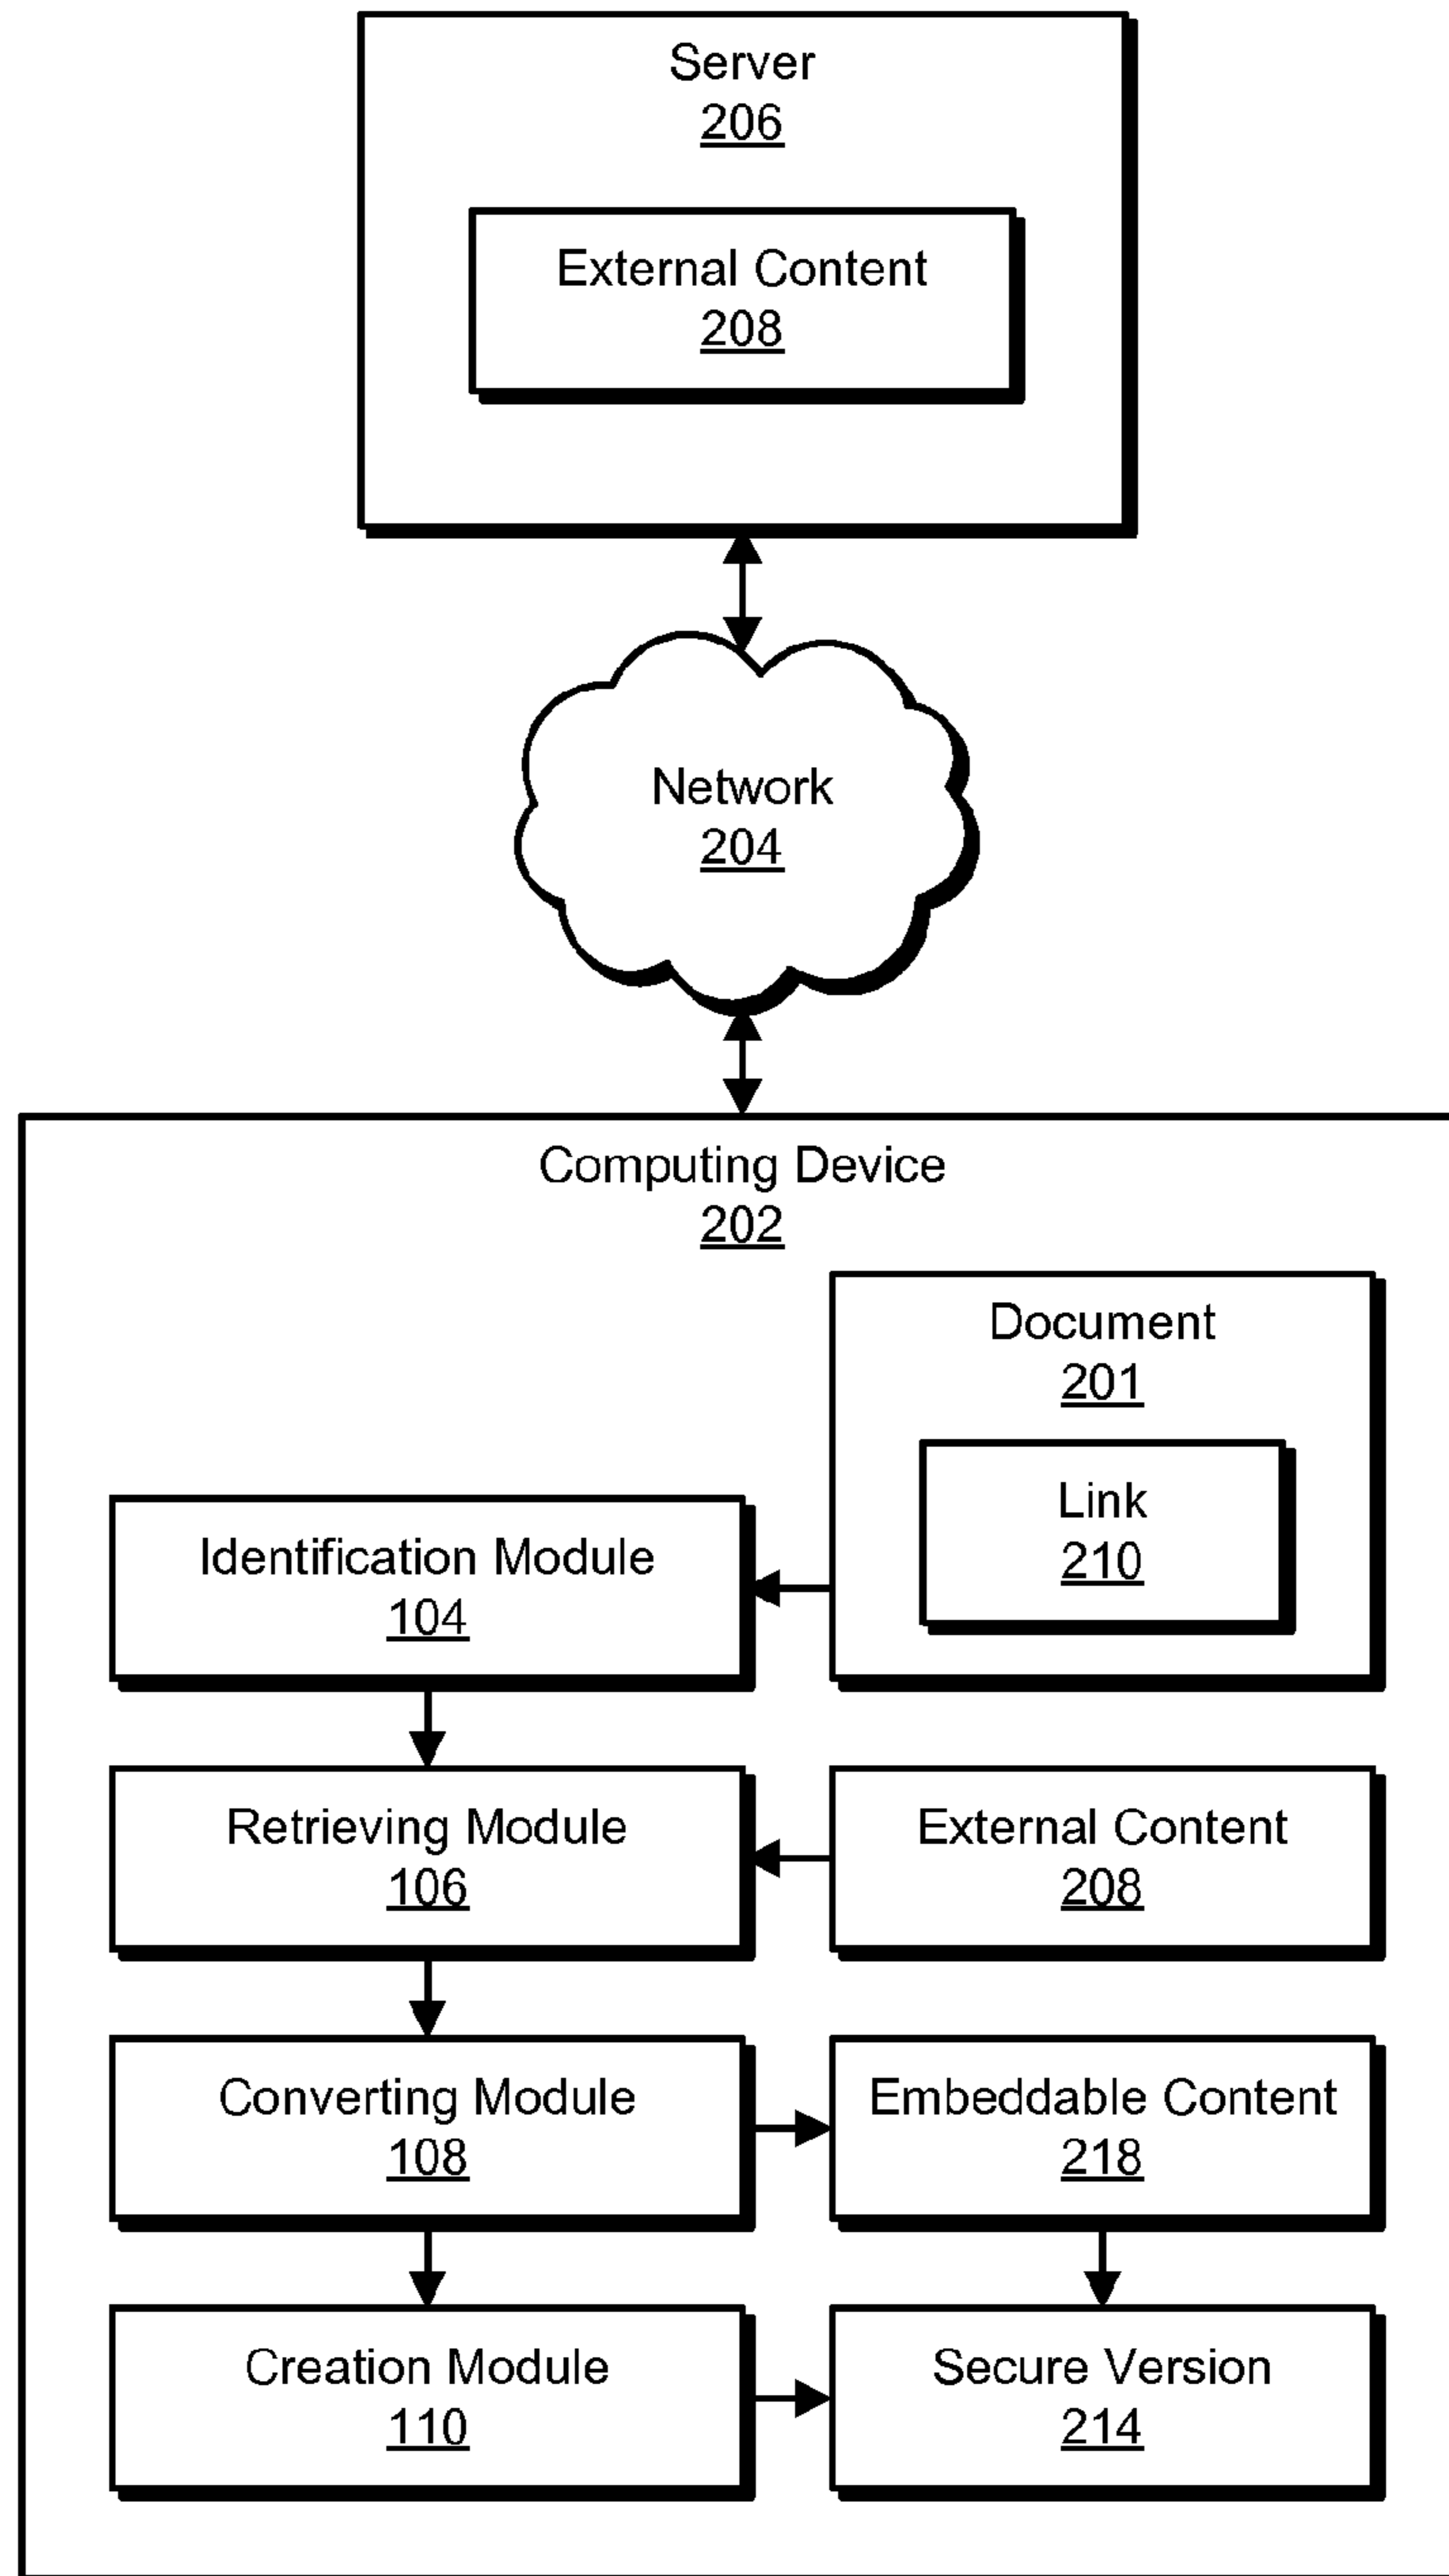 Server
206
External Content
208
Network
204
Computing Device
202
Document
201
Link
210
Identification Module
104
Retrieving Module
106
External Content
208
Converting Module
108
Embeddable Content
218
Creation Module
110
Secure Version
214